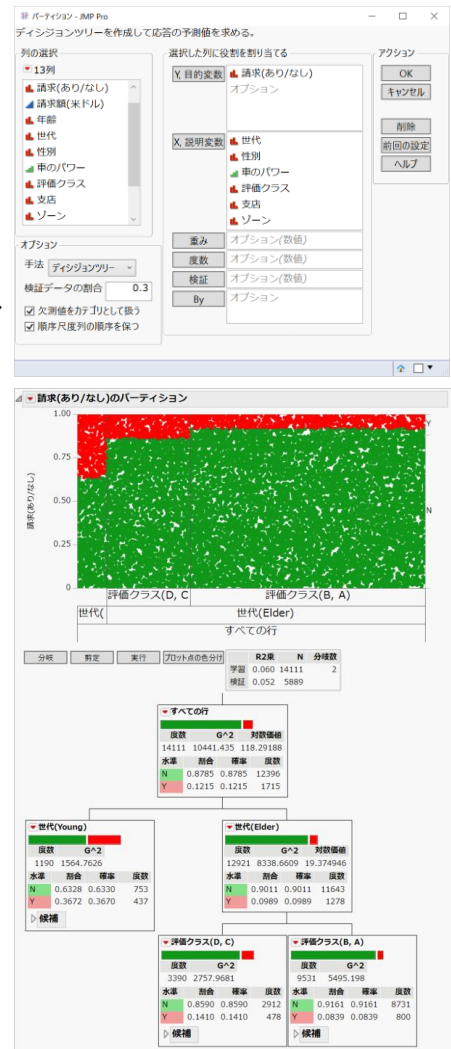 パーティション - JMP Pro
ディシジョンツリーを作成して応答の予測値を求める。
列の選択
13列
請求(あり/なし)
請求額(米ドル)
年齢
世代
性別
車のパワー
評価クラス
支店
ゾーン
オプション
手法 ディシジョンツリー
検証データの割合 0.3
欠測値をカテゴリとして扱う
順序尺度列の順序を保つ
選択した列に役割を割り当てる
Y, 目的変数 請求(あり/なし)
オプション
X, 説明変数 世代
性別
車のパワー
評価クラス
支店
ゾーン
重み オプション(数値)
度数 オプション(数値)
検証 オプション(数値)
By オプション
アクション
OK
キャンセル
削除
前回の設定
ヘルプ
請求(あり/なし)のパーティション
請求(あり/なし)
1.00
0.75
0.50
0.25
0
Y
N
評価クラス(D, C 評価クラス(B, A)
世代( 世代(Elder)
すべての行
分岐 剪定 実行 プロット点の色分け
R2乗 N 分岐数
学習 0.060 14111 2
検証 0.052 5889
すべての行
度数 G^2 対数価値
14111 10441.435 118.29188
水準 割合 確率 度数
N 0.8785 0.8785 12396
Y 0.1215 0.1215 1715
世代(Young)
度数 G^2
1190 1564.7626
水準 割合 確率 度数
N 0.6328 0.6330 753
Y 0.3672 0.3670 437
候補
世代(Elder)
度数 G^2 対数価値
12921 8338.6609 19.374946
水準 割合 確率 度数
N 0.9011 0.9011 11643
Y 0.0989 0.0989 1278
評価クラス(D, C)
度数 G^2
3390 2757.9681
水準 割合 確率 度数
N 0.8590 0.8590 2912
Y 0.1410 0.1410 478
候補
評価クラス(B, A)
度数 G^2
9531 5495.198
水準 割合 確率 度数
N 0.9161 0.9161 8731
Y 0.0839 0.0839 800
候補